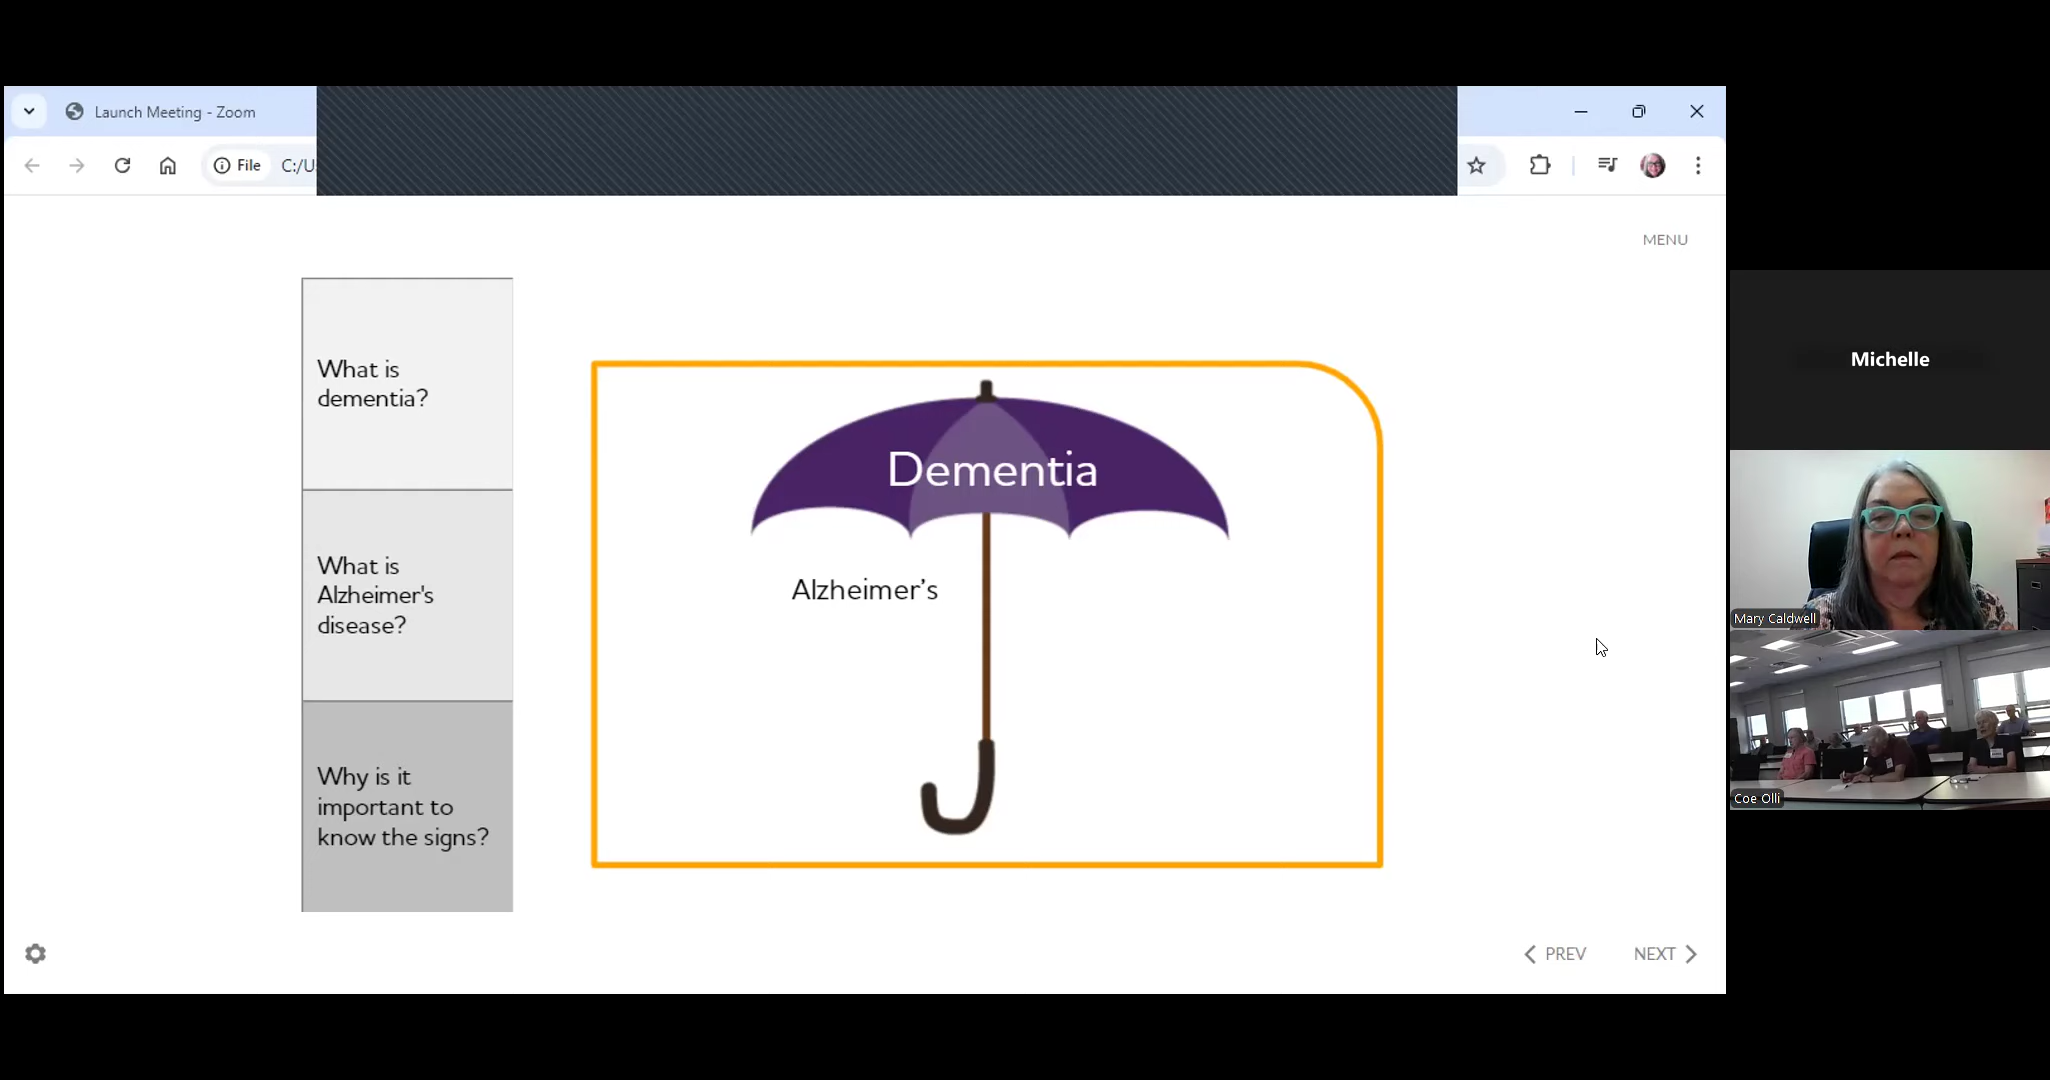 Launch Meeting - Zoom
File
C:/U
MENU
What is
dementia?
What is
Alzheimer's
disease?
Why is it
important to
know the signs?
Dementia
Alzheimer’s
PREV
NEXT
Michelle
Mary Caldwell
Coe Olli